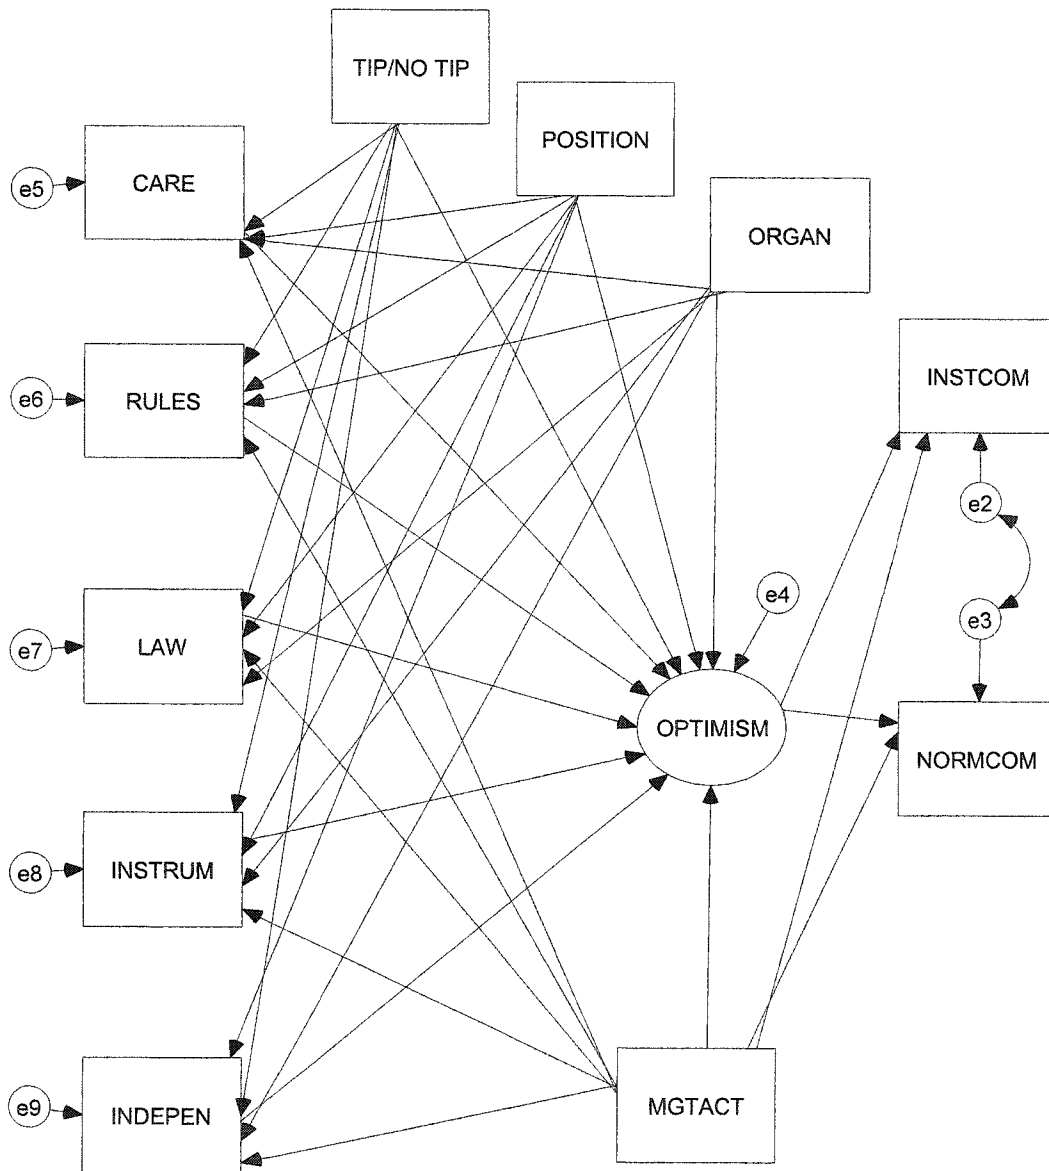 TIP/NO TIP
POSITION
CARE
e5
ORGAN
INSTCOM
RULES
e6
e2
e4
e3
LAW
e7
OPTIMISM
NORMCOM
INSTRUM
e8
MGTACT
INDEPEN
e9